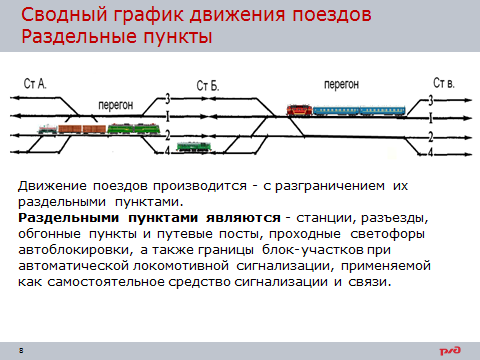 Сводный график движения поездов
Раздельные пункты
Ст А.
перегон
3
Ст Б.
перегон
3
Ст в.
I
I
2
2
4
4
Движение поездов производится - с разграничением их
раздельными пунктами.
Раздельными пунктами являются - станции, разъезды,
обгонные пункты и путевые посты, проходные светофоры
автоблокировки, а также границы блок-участков при
автоматической локомотивной сигнализации, применяемой
как самостоятельное средство сигнализации и связи.
8
ржд